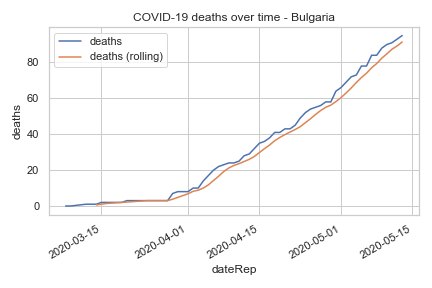 COVID-19 deaths over time - Bulgaria
deaths
deaths (rolling)
deaths
80
60
40
20
0
2020-03-15
2020-04-01
2020-04-15
2020-05-01
2020-05-15
dateRep